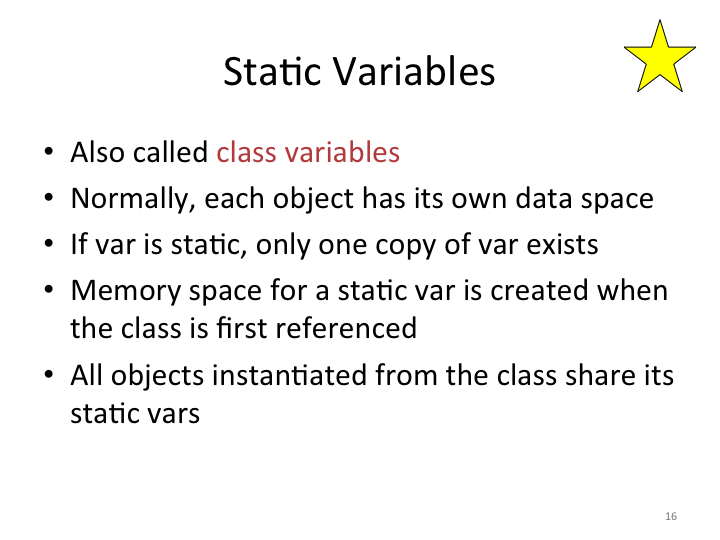 Static Variables
• Also called class variables
• Normally, each object has its own data space
• If var is static, only one copy of var exists
• Memory space for a static var is created when
the class is first referenced
• All objects instantiated from the class share its
static vars
16